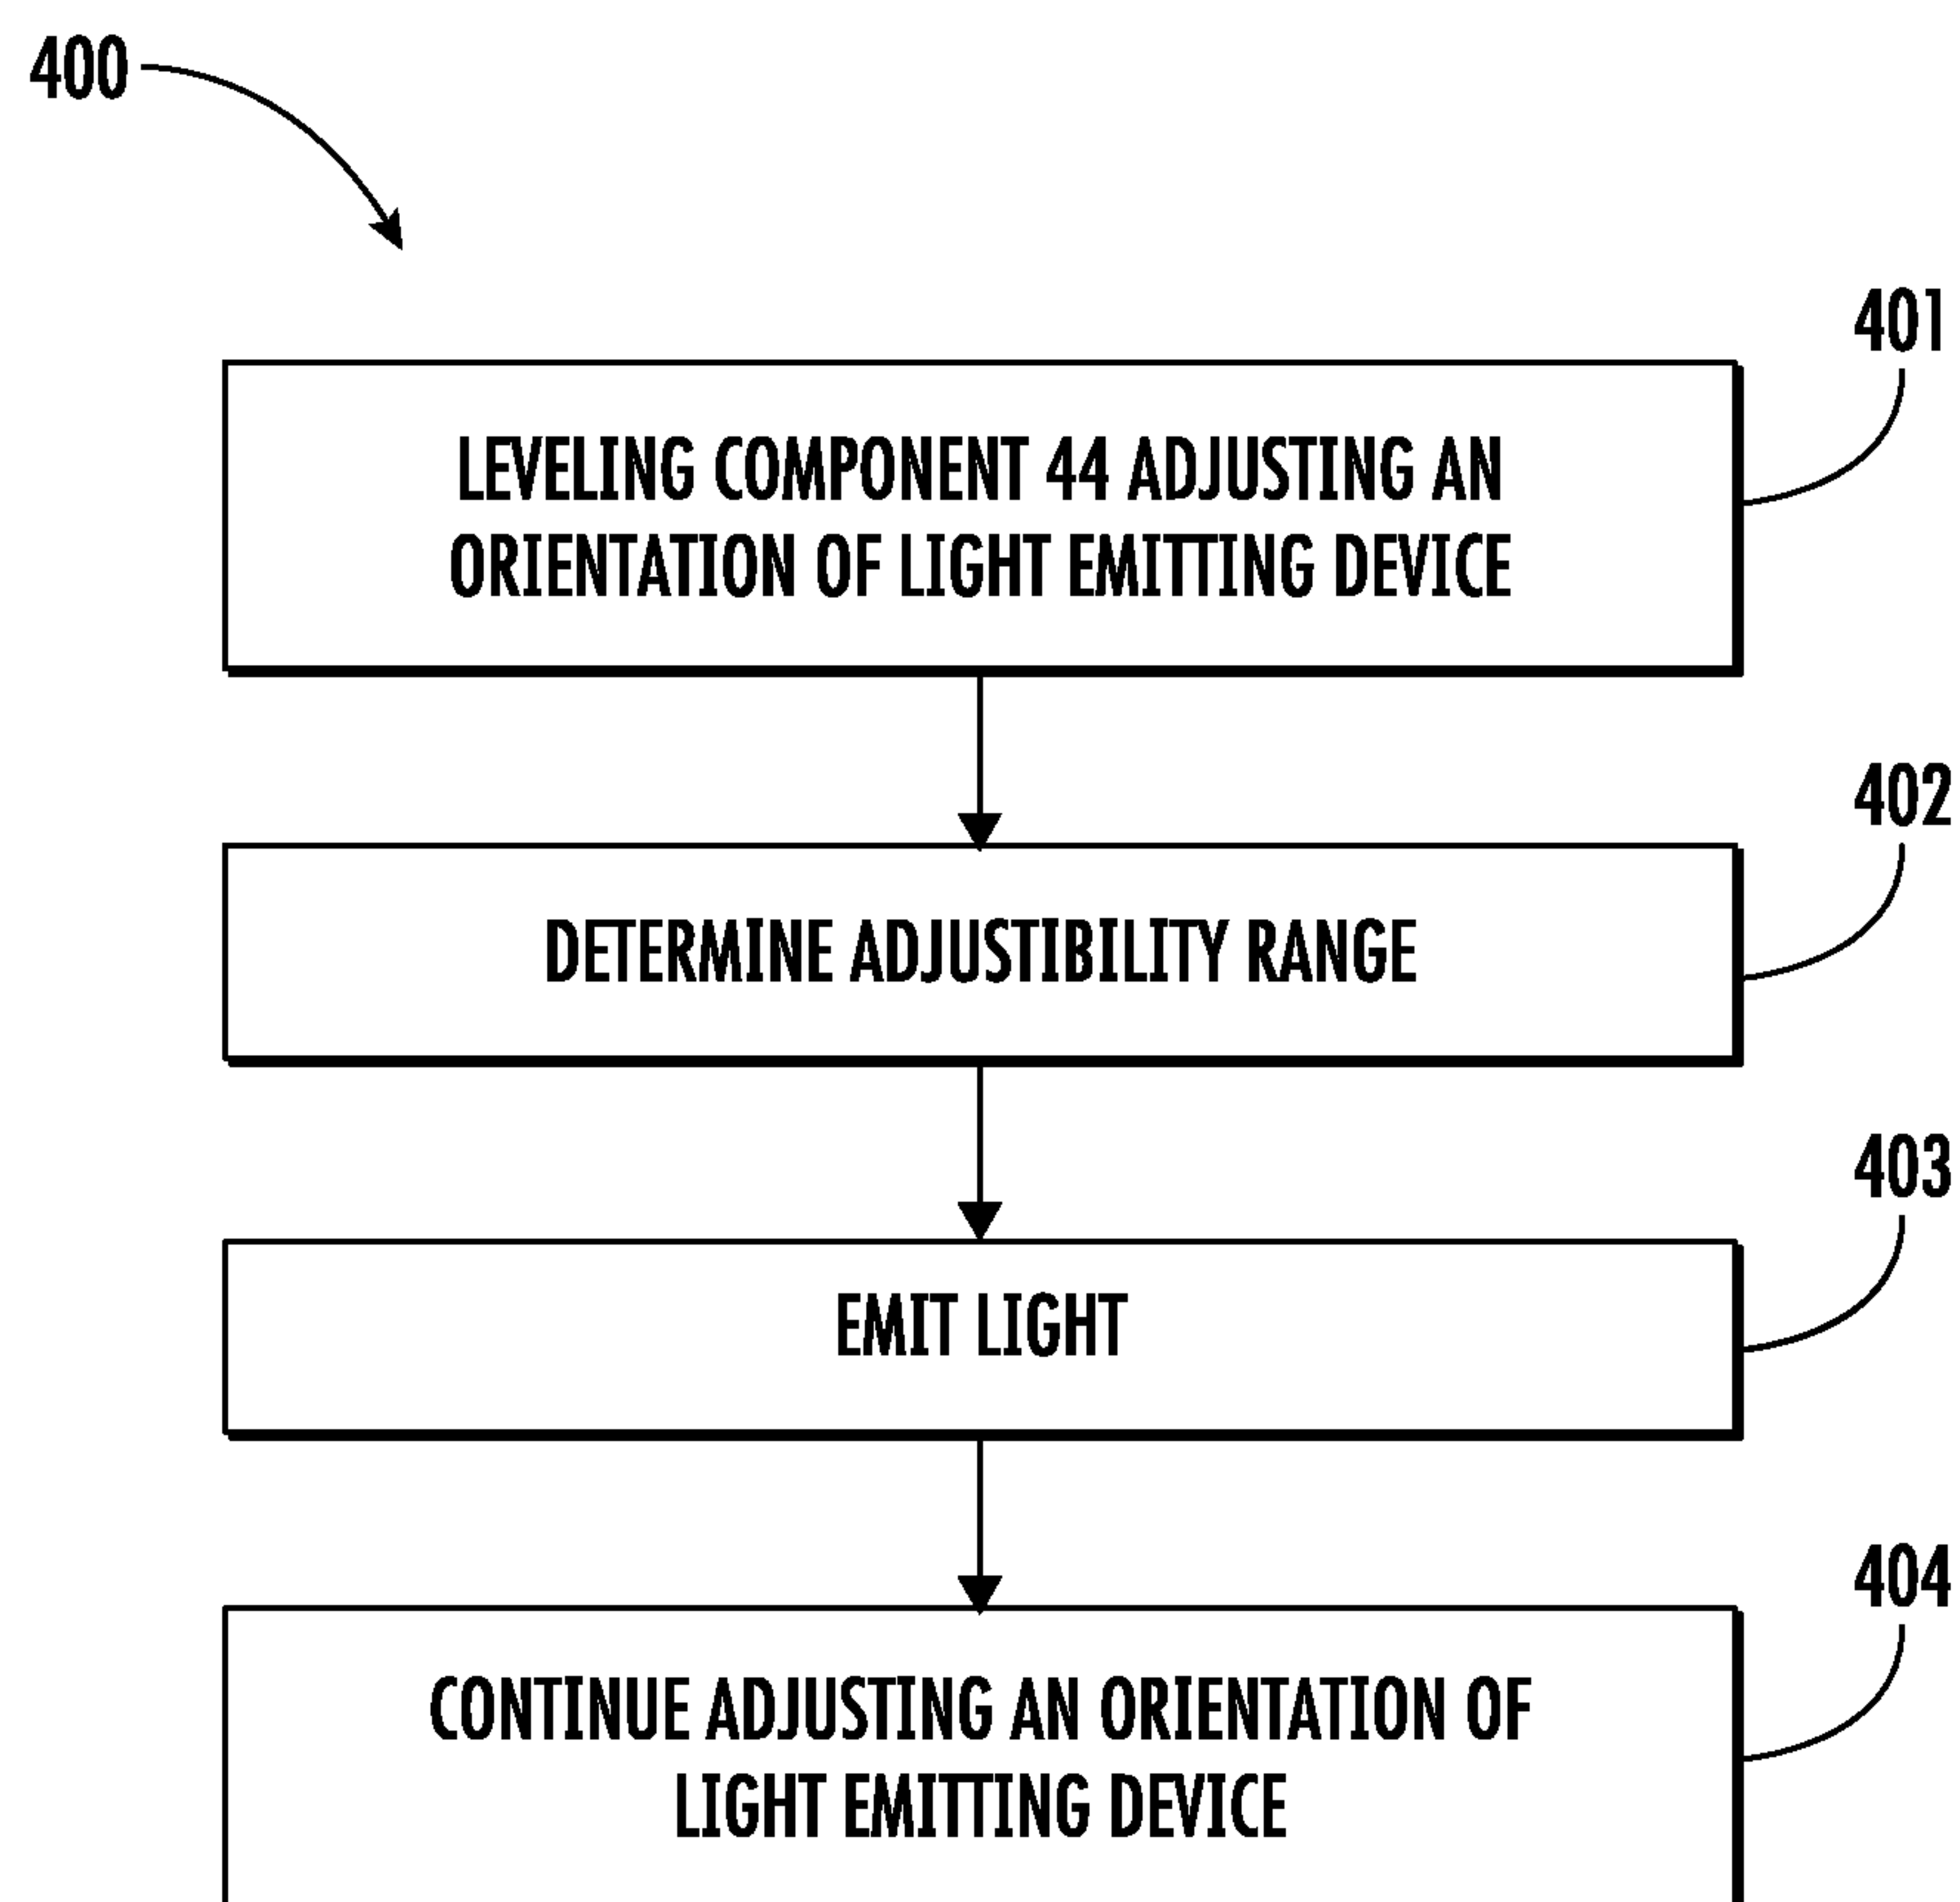 400
401
LEVELING COMPONENT 44 ADJUSTING AN
ORIENTATION OF LIGHT EMITTING DEVICE
402
DETERMINE ADJUSTIBILITY RANGE
403
EMIT LIGHT
404
CONTINUE ADJUSTING AN ORIENTATION OF
LIGHT EMITTING DEVICE